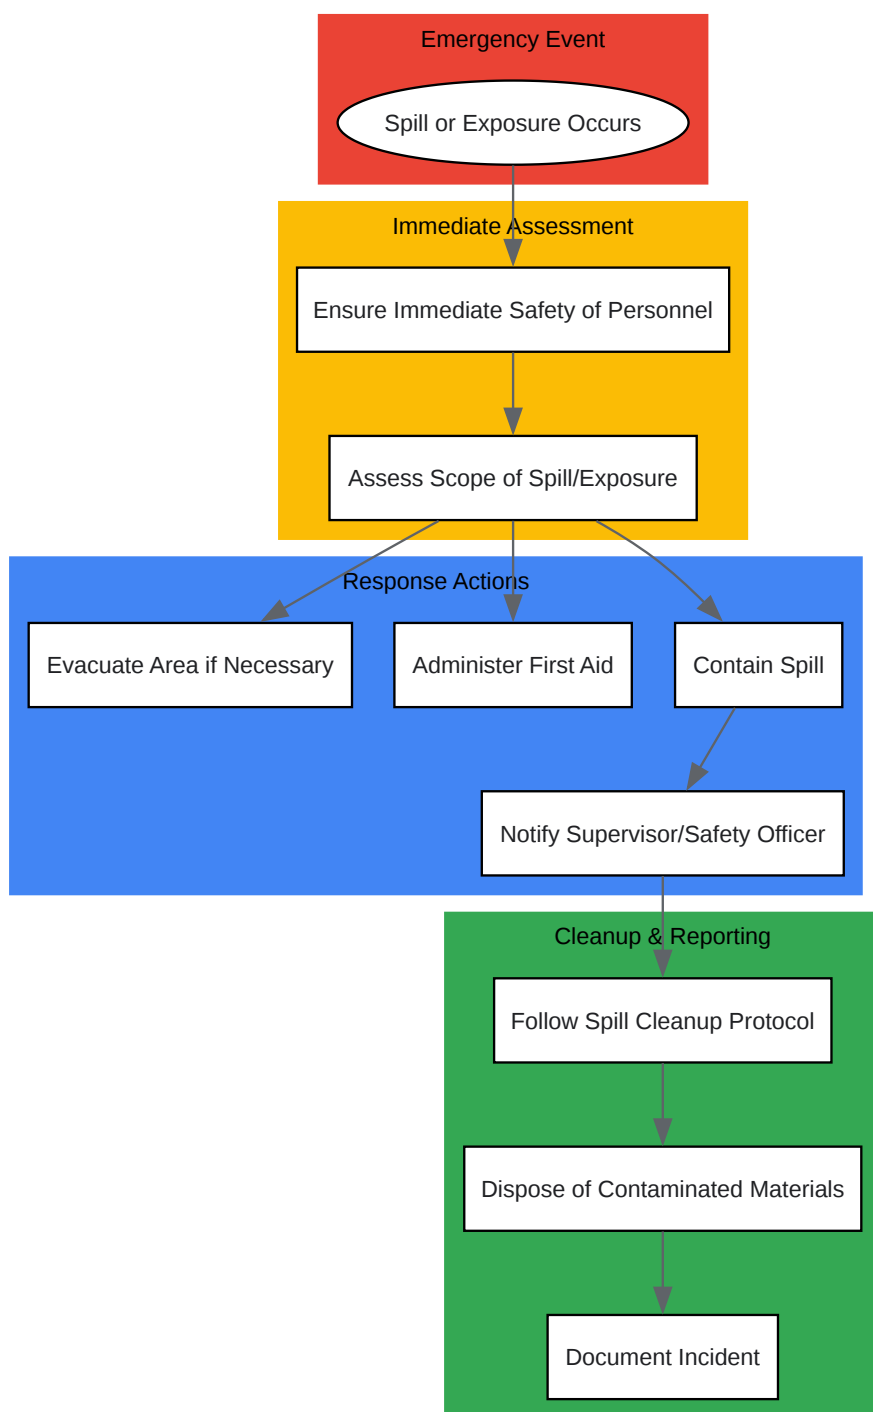 Emergency Event
Spill or Exposure Occurs
Immediate Assessment
Ensure Immediate Safety of Personnel
Assess Scope of Spill/Exposure
Response Actions
Evacuate Area if Necessary
Administer First Aid
Contain Spill
Notify Supervisor/Safety Officer
Cleanup & Reporting
Follow Spill Cleanup Protocol
Dispose of Contaminated Materials
Document Incident